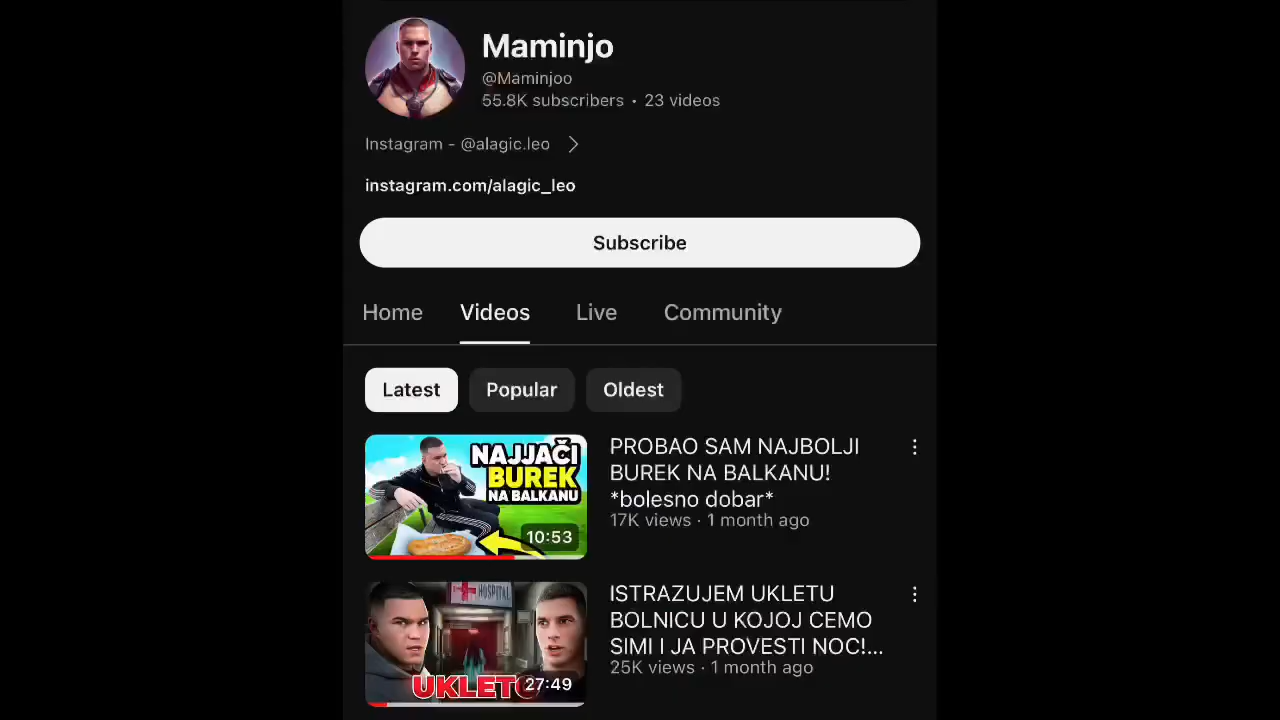 Maminjo
@Maminjoo
55.8K subscribers • 23 videos
Instagram - @alagic.leo
instagram.com/alagic_leo
Subscribe
Home Videos Live Community
Latest Popular Oldest
NAJJAČI
BUREK
NA BALKANU
10:53
PROBAO SAM NAJBOLJI
BUREK NA BALKANU!
*bolesno dobar*
17K views · 1 month ago
HOSPITAL
UKLETO
27:49
ISTRAZUJEM UKLETU
BOLNICU U KOJOJ CEMO
SIMI I JA PROVESTI NOC!...
25K views · 1 month ago